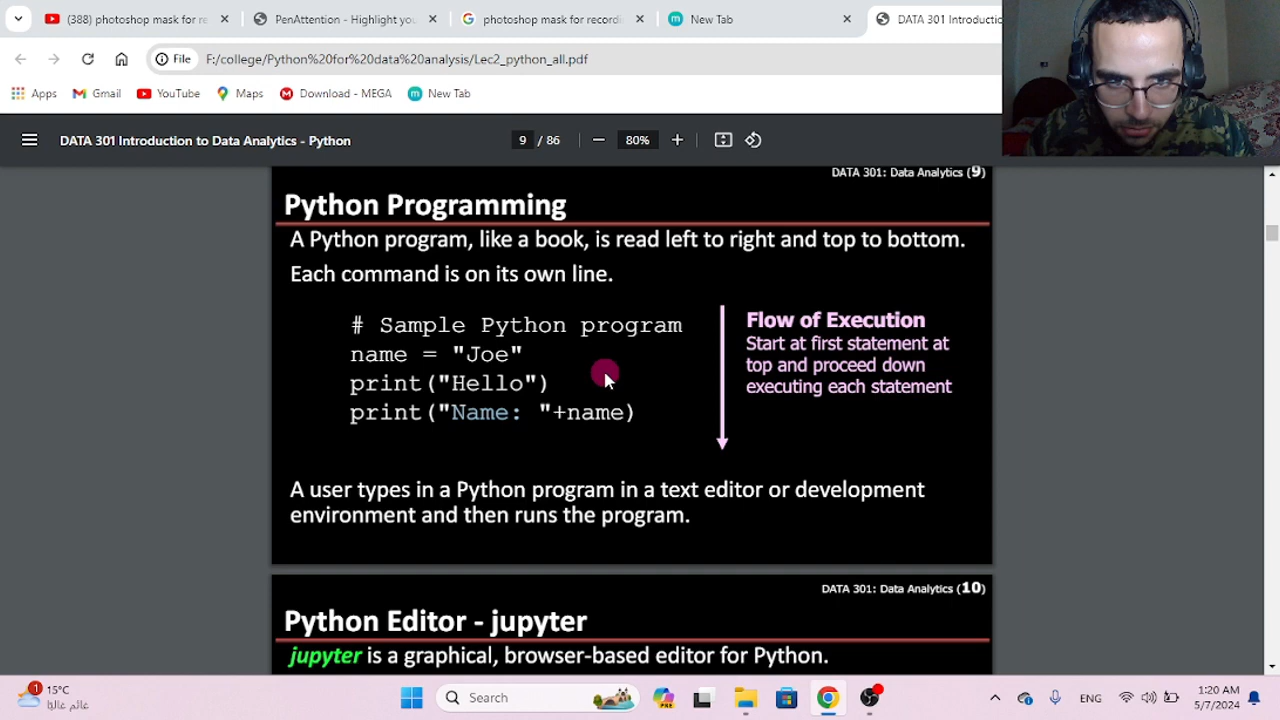 (388) photoshop mask for re
PenAttention - Highlight you
photoshop mask for recordi
New Tab
DATA 301 Introductio
File
F:/college/Python%20for%20data%20analysis/Lec2_python_all.pdf
Apps
Gmail
YouTube
Maps
Download - MEGA
New Tab
DATA 301 Introduction to Data Analytics - Python
9 / 86
80%
DATA 301: Data Analytics (9)
Python Programming
A Python program, like a book, is read left to right and top to bottom.
Each command is on its own line.
# Sample Python program
name = "Joe"
print("Hello")
print("Name: "+name)
Flow of Execution
Start at first statement at
top and proceed down
executing each statement
A user types in a Python program in a text editor or development
environment and then runs the program.
DATA 301: Data Analytics (10)
Python Editor - jupyter
jupyter is a graphical, browser-based editor for Python.
1
15°C
غائم غالبًا
Search
PRE
ENG
1:20 AM
5/7/2024